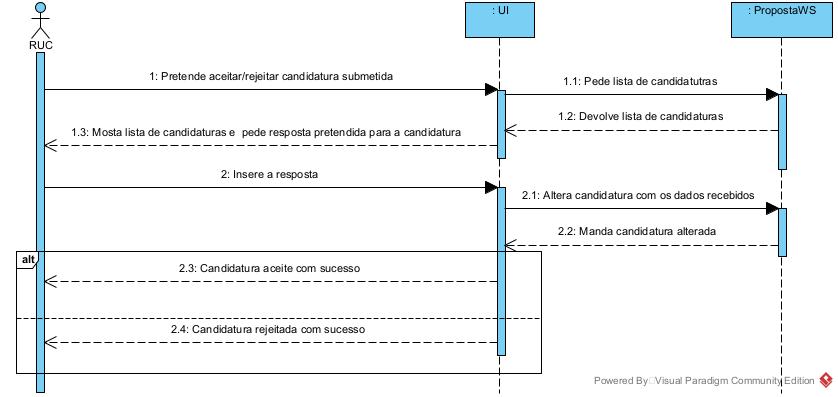 : UI
: PropostaWS
RUC
1: Pretende aceitar/rejeitar candidatura submetida
1.1: Pede lista de candidatutras
1.2: Devolve lista de candidaturas
1.3: Mosta lista de candidaturas e pede resposta pretendida para a candidatura
2: Insere a resposta
2.1: Altera candidatura com os dados recebidos
2.2: Manda candidatura alterada
alt
2.3: Candidatura aceite com sucesso
2.4: Candidatura rejeitada com sucesso
Powered By Visual Paradigm Community Edition